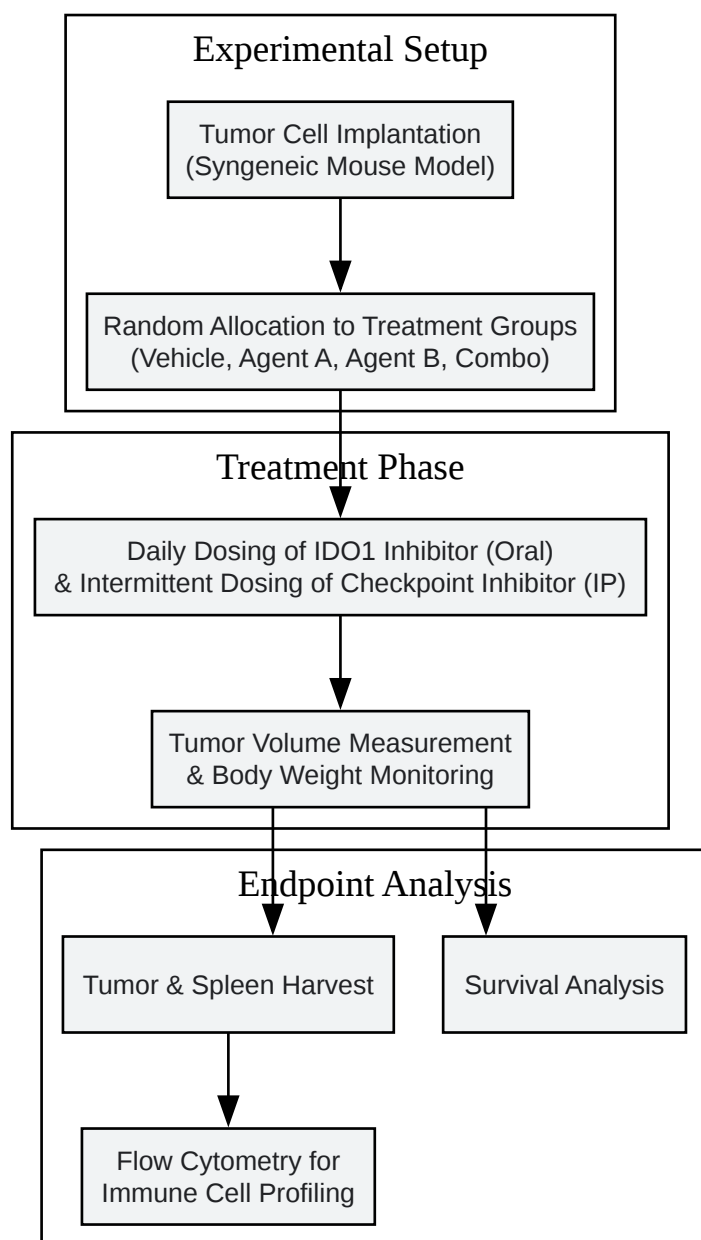 Experimental Setup
Tumor Cell Implantation
(Syngeneic Mouse Model)
Random Allocation to Treatment Groups
(Vehicle, Agent A, Agent B, Combo)
Treatment Phase
Daily Dosing of IDO1 Inhibitor (Oral)
& Intermittent Dosing of Checkpoint Inhibitor (IP)
Tumor Volume Measurement
& Body Weight Monitoring
Endpoint Analysis
Tumor & Spleen Harvest
Survival Analysis
Flow Cytometry for
Immune Cell Profiling